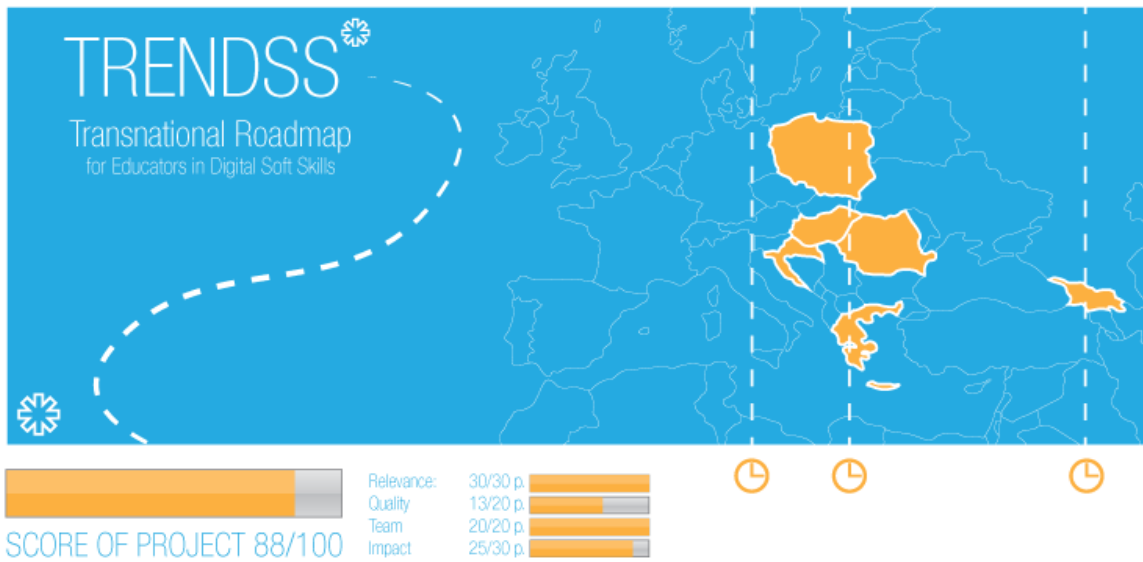 TRENDSS
Transnational Roadmap
for Educators in Digital Soft Skills
SCORE OF PROJECT 88/100
Relevance: 30/30 p.
Quality 13/20 p.
Team 20/20 p.
Impact 25/30 p.